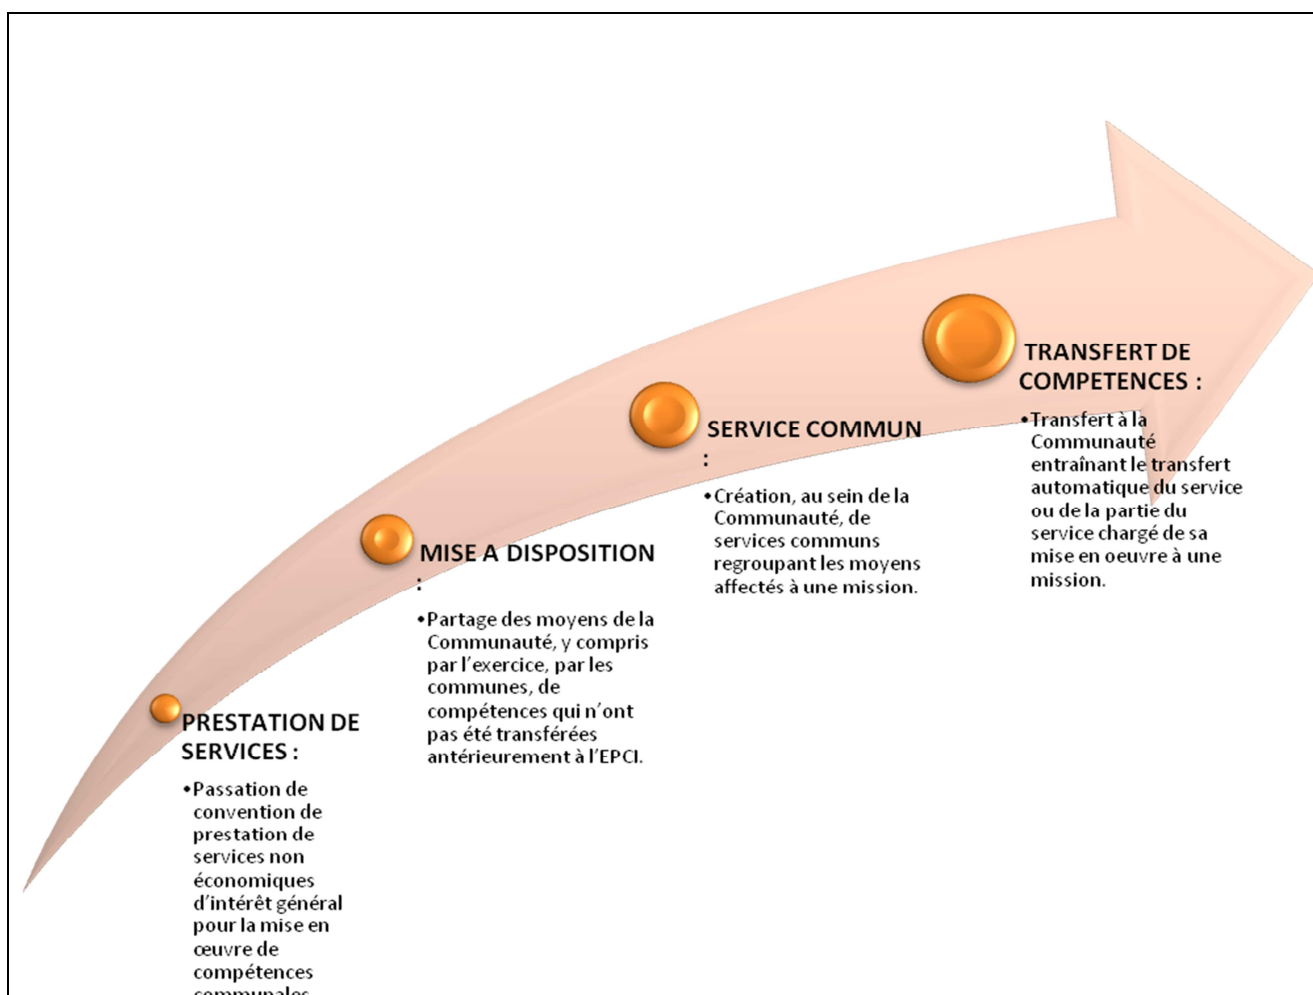 PRESTATION DE
SERVICES :
•Passation de
convention de
prestation de
services non
économiques
d'intérêt général
pour la mise en
œuvre de
compétences
communales
MISE A DISPOSITION
:
•Partage des moyens de la
Communauté, y compris
par l'exercice, par les
communes, de
compétences qui n'ont
pas été transférées
antérieurement à l'EPCI.
SERVICE COMMUN
:
•Création, au sein de la
Communauté, de
services communs
regroupant les moyens
affectés à une mission.
TRANSFERT DE
COMPETENCES :
•Transfert à la
Communauté
entraînant le transfert
automatique du service
ou de la partie du
service chargé de sa
mise en oeuvre à une
mission.